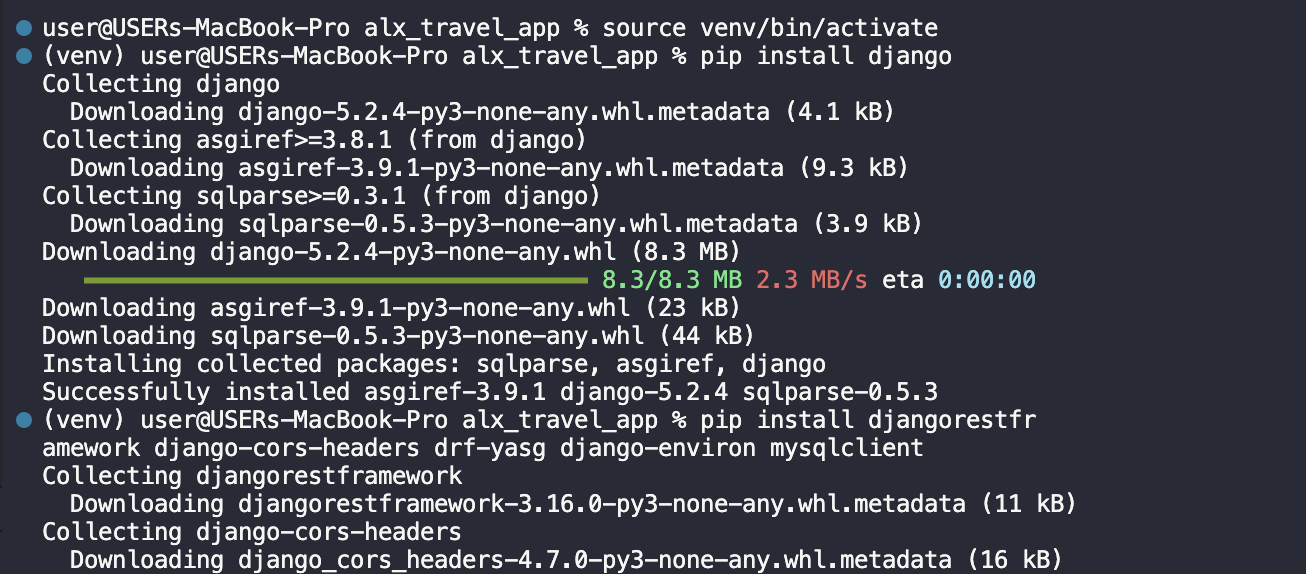 user@USERs-MacBook-Pro alx_travel_app % source venv/bin/activate
(venv) user@USERs-MacBook-Pro alx_travel_app % pip install django
Collecting django
  Downloading django-5.2.4-py3-none-any.whl.metadata (4.1 kB)
Collecting asgiref>=3.8.1 (from django)
  Downloading asgiref-3.9.1-py3-none-any.whl.metadata (9.3 kB)
Collecting sqlparse>=0.3.1 (from django)
  Downloading sqlparse-0.5.3-py3-none-any.whl.metadata (3.9 kB)
Downloading django-5.2.4-py3-none-any.whl (8.3 MB)
8.3/8.3 MB 2.3 MB/s eta 0:00:00
Downloading asgiref-3.9.1-py3-none-any.whl (23 kB)
Downloading sqlparse-0.5.3-py3-none-any.whl (44 kB)
Installing collected packages: sqlparse, asgiref, django
Successfully installed asgiref-3.9.1 django-5.2.4 sqlparse-0.5.3
(venv) user@USERs-MacBook-Pro alx_travel_app % pip install djangorestfr
amework django-cors-headers drf-yasg django-environ mysqlclient
Collecting djangorestframework
  Downloading djangorestframework-3.16.0-py3-none-any.whl.metadata (11 kB)
Collecting django-cors-headers
  Downloading django_cors_headers-4.7.0-py3-none-any.whl.metadata (16 kB)